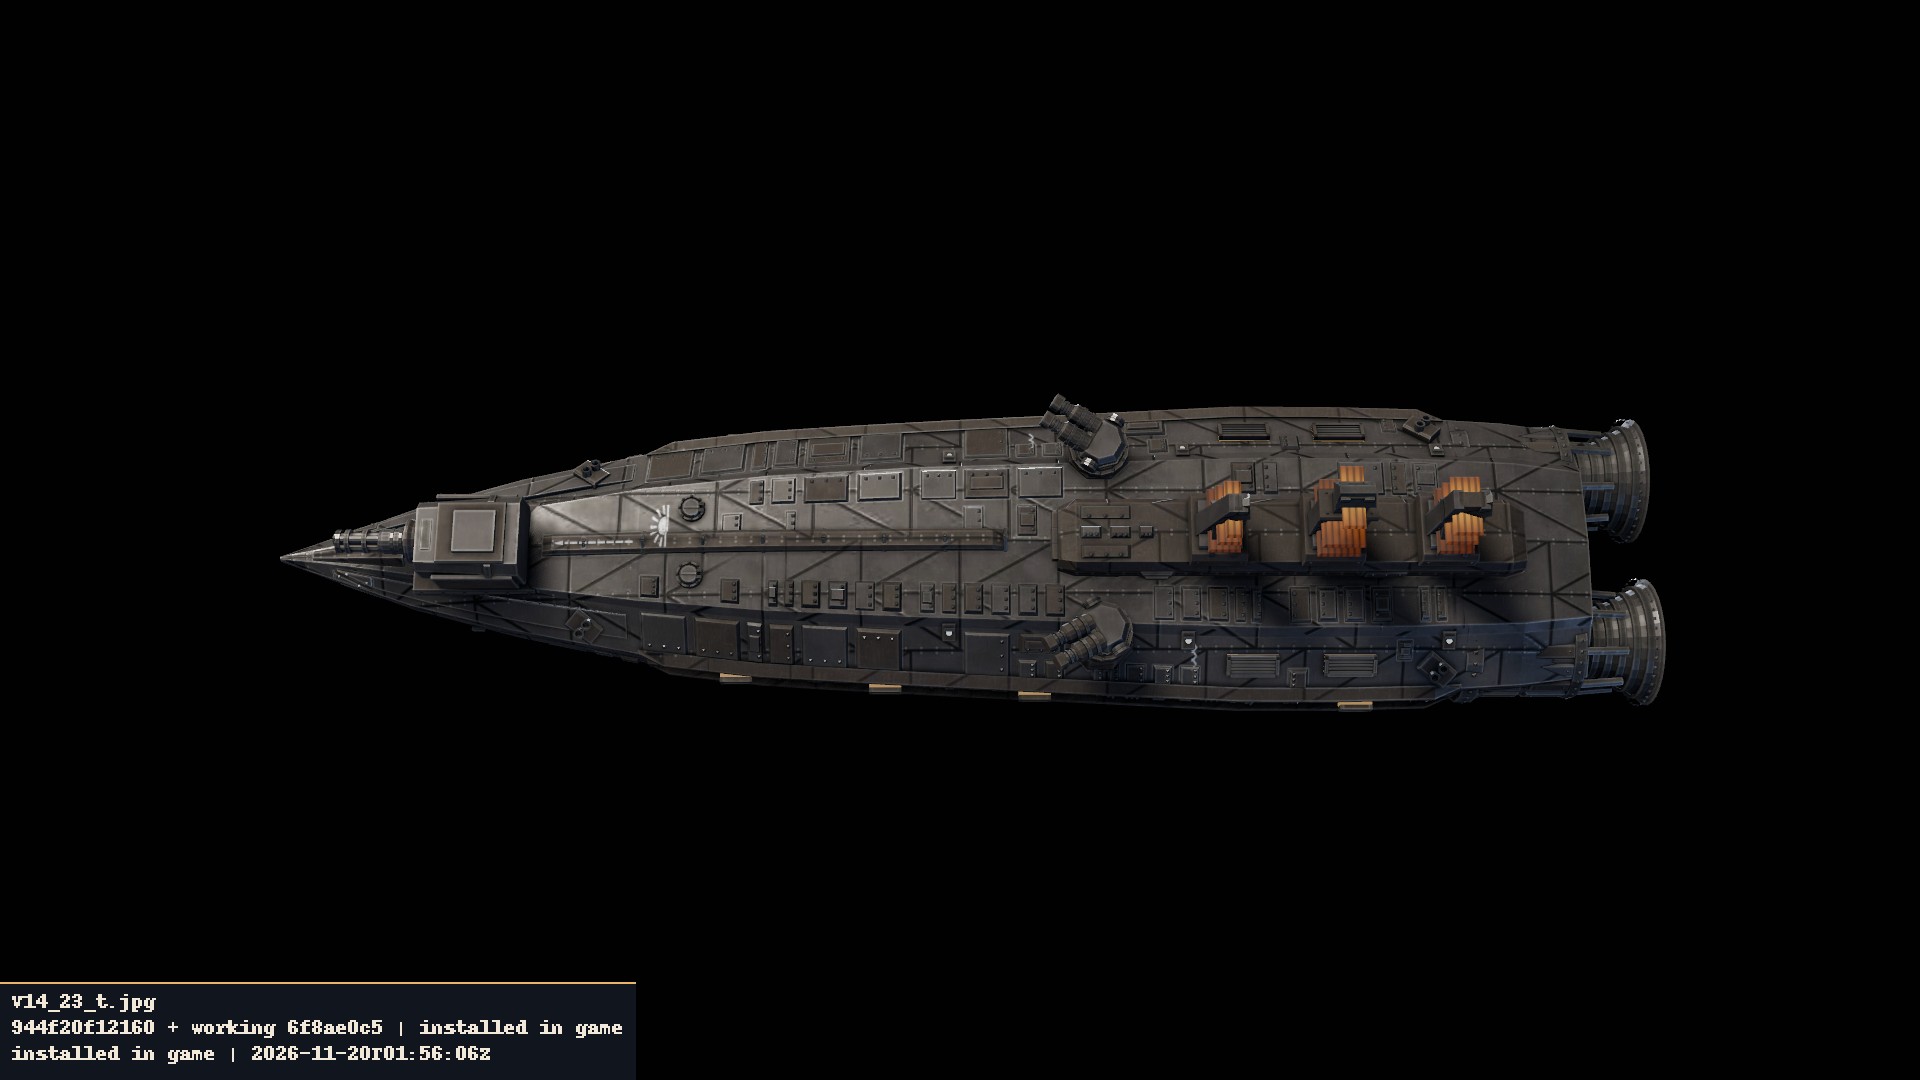 v14_23_t.jpg
944f20f12160 + working 6f8ae0c5 | installed in game
installed in game | 2026-11-20T01:56:06Z